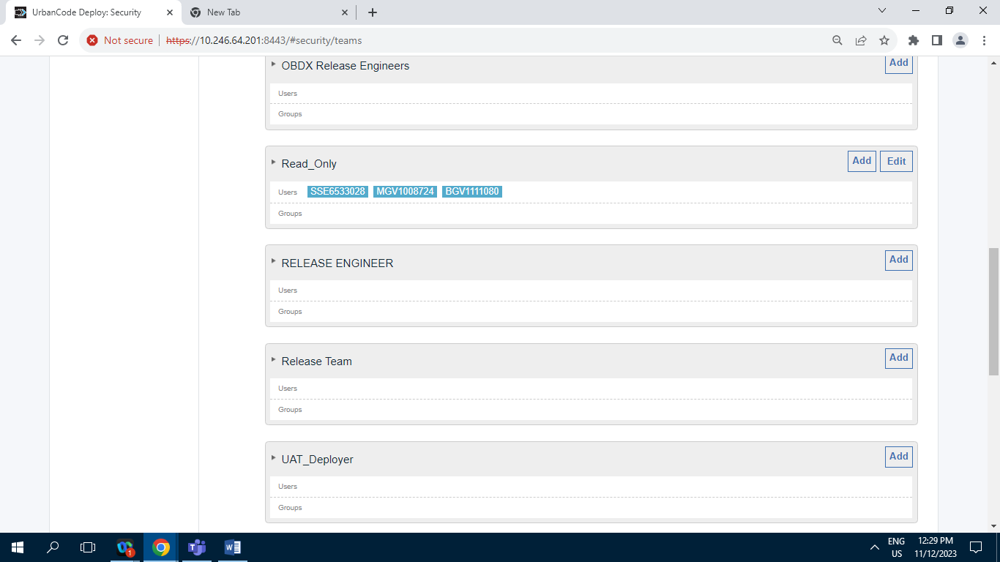 UrbanCode Deploy: Security
New Tab
Not secure https://10.246.64.201:8443/#security/teams
OBDX Release Engineers Add
Users
Groups
Read_Only Add Edit
Users SSE6533028 MGV1008724 BGV1111080
Groups
RELEASE ENGINEER Add
Users
Groups
Release Team Add
Users
Groups
UAT_Deployer Add
Users
Groups
1
ENG
US
12:29 PM
11/12/2023